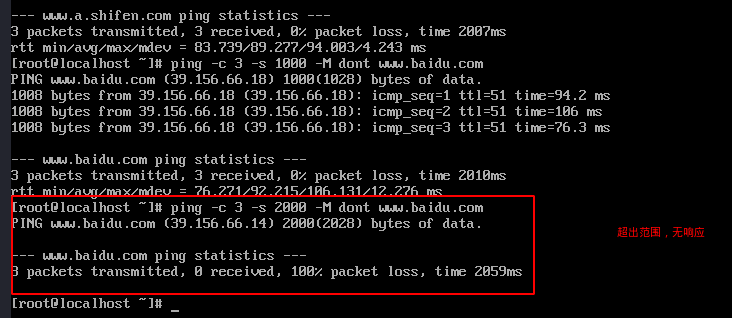 --- www.a.shifen.com ping statistics ---
3 packets transmitted, 3 received, 0% packet loss, time 2007ms
rtt min/avg/max/mdev = 83.739/89.277/94.003/4.243 ms
[root@localhost ~]# ping -c 3 -s 1000 -M dont www.baidu.com
PING www.baidu.com (39.156.66.18) 1000(1028) bytes of data.
1008 bytes from 39.156.66.18 (39.156.66.18): icmp_seq=1 ttl=51 time=94.2 ms
1008 bytes from 39.156.66.18 (39.156.66.18): icmp_seq=2 ttl=51 time=106 ms
1008 bytes from 39.156.66.18 (39.156.66.18): icmp_seq=3 ttl=51 time=76.3 ms
--- www.baidu.com ping statistics ---
3 packets transmitted, 3 received, 0% packet loss, time 2010ms
rtt min/avg/max/mdev = 76.271/92.215/106.131/12.276 ms
[root@localhost ~]# ping -c 3 -s 2000 -M dont www.baidu.com
PING www.baidu.com (39.156.66.14) 2000(2028) bytes of data.
超出范围，无响应
--- www.baidu.com ping statistics ---
3 packets transmitted, 0 received, 100% packet loss, time 2059ms
[root@localhost ~]# _